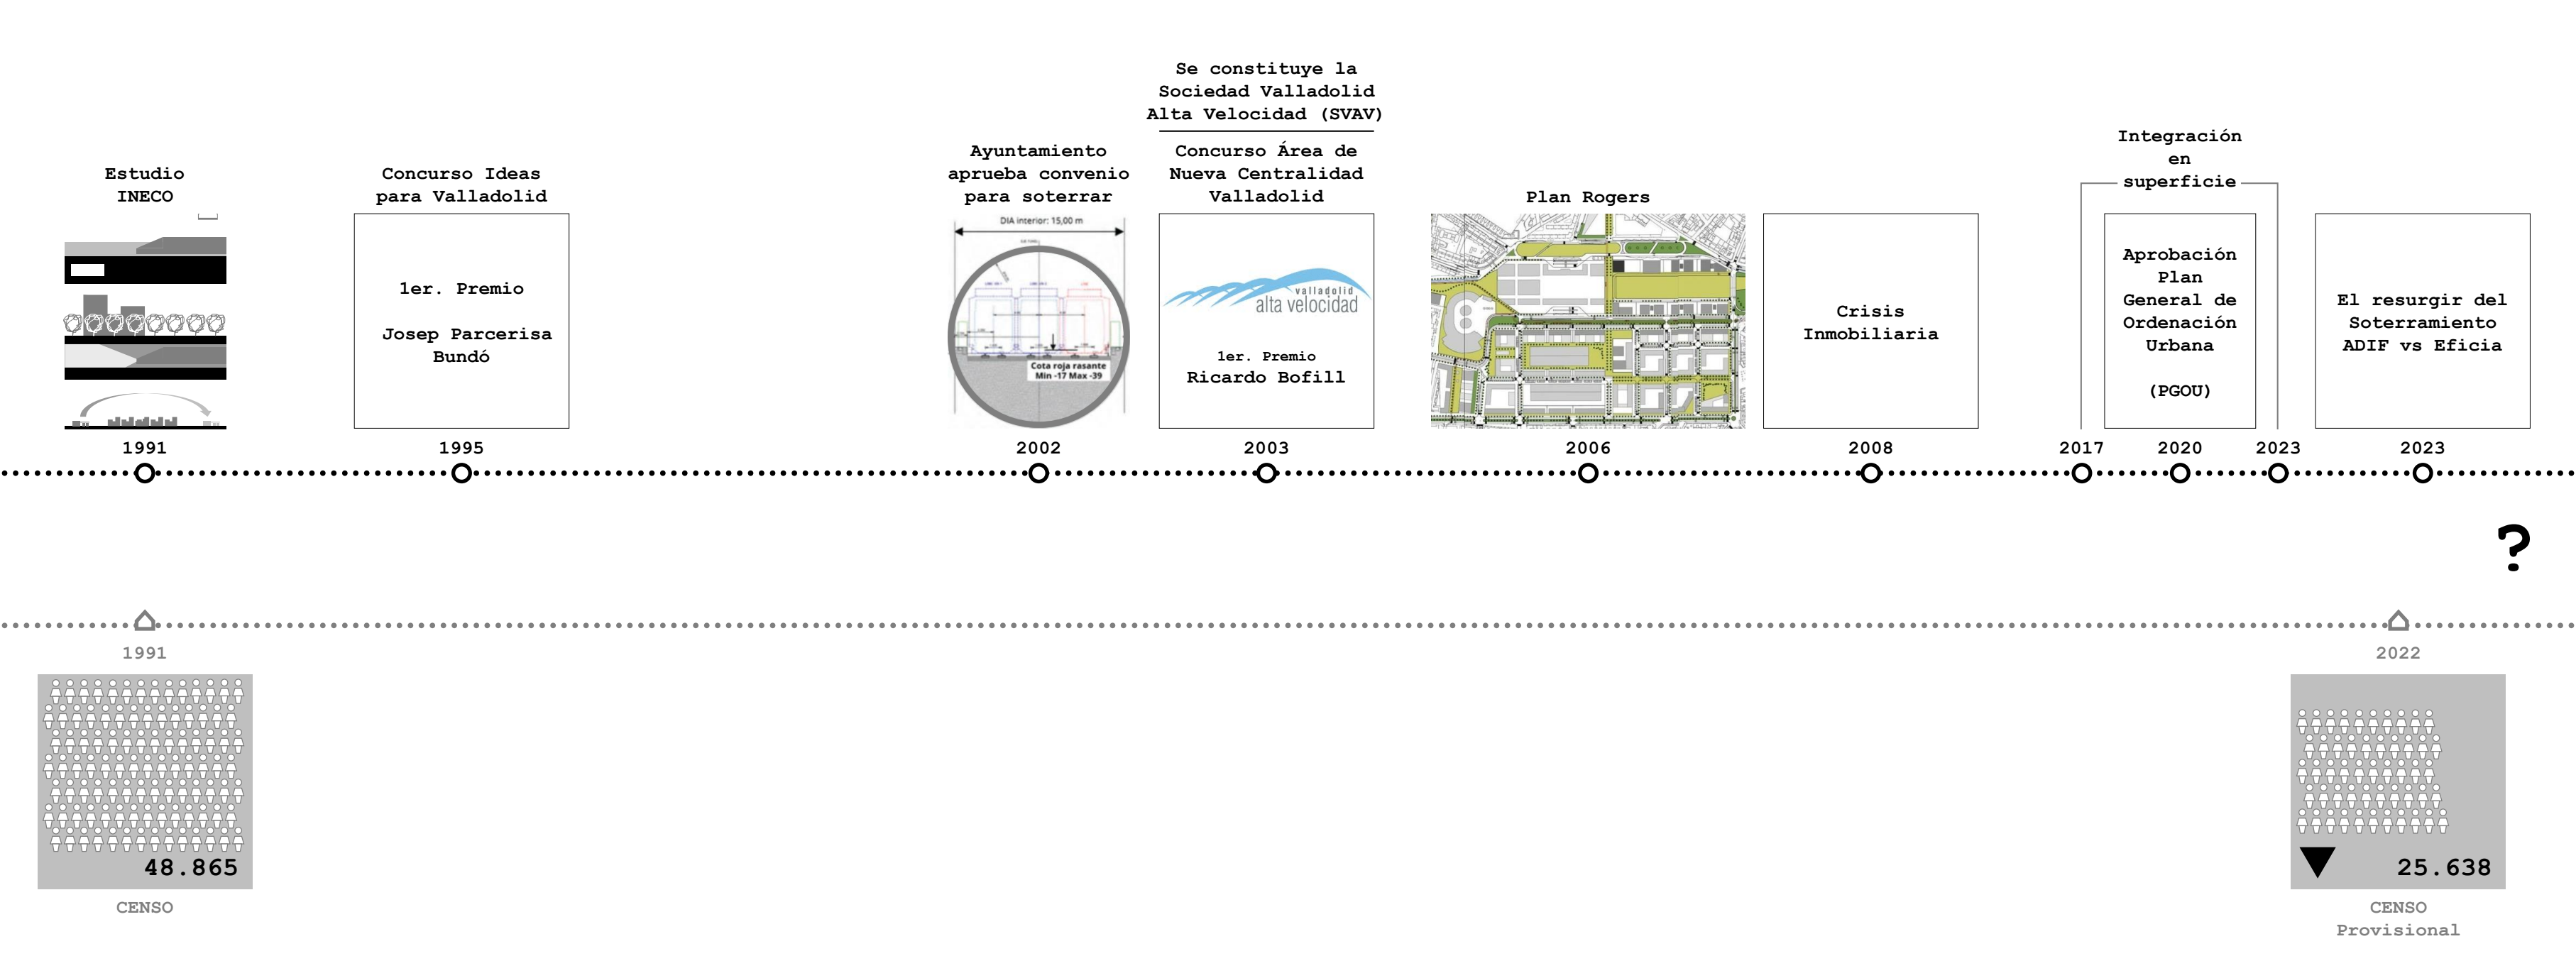 Estudio
INECO
1991
Concurso Ideas
para Valladolid
1er. Premio
Josep Parcerisa
Bundó
1995
Ayuntamiento
aprueba convenio
para soterrar
DIA interior: 15,00 m
Cota roja rasante
Min -17 Max -39
2002
Se constituye la
Sociedad Valladolid
Alta Velocidad (SVAV)
Concurso Área de
Nueva Centralidad
Valladolid
valladolid
alta velocidad
1er. Premio
Ricardo Bofill
2003
Plan Rogers
2006
Crisis
Inmobiliaria
2008
Integración
en
superficie
2017
Aprobación
Plan
General de
Ordenación
Urbana
(PGOU)
2020
2023
El resurgir del
Soterramiento
ADIF vs Eficia
2023
?
1991
48.865
CENSO
2022
25.638
CENSO
Provisional